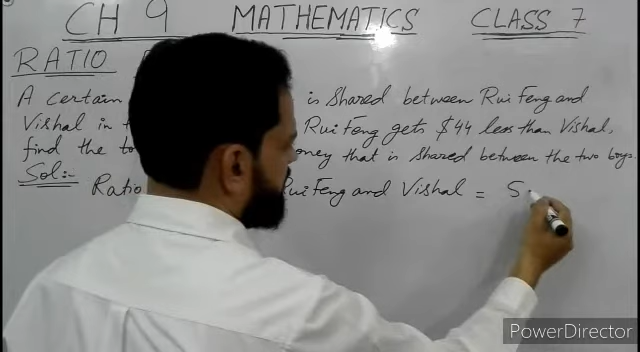 CH 9 MATHEMATICS CLASS 7
RATIO
A certain is shared between Rui Feng and
Vishal in Rui Feng gets $44 less than Vishal,
find the that is shared between the two boys.
Sol:-
Ratio Rui Feng and Vishal = 5
PowerDirector